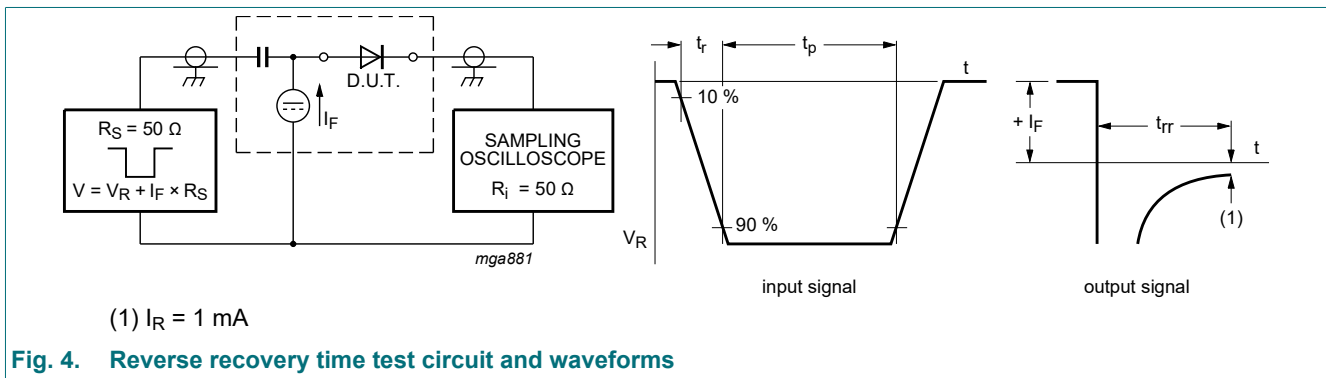 D.U.T.
I_F
R_S = 50 Ω
V = V_R + I_F × R_S
SAMPLING
OSCILLOSCOPE
R_i = 50 Ω
mga881
t_r
t_p
t
10 %
90 %
V_R
input signal
+ I_F
t_rr
t
(1)
output signal
(1) I_R = 1 mA
Fig. 4. Reverse recovery time test circuit and waveforms